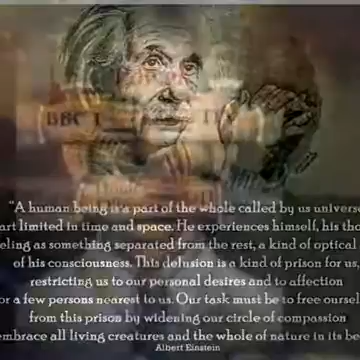 BBC 1
"A human being is a part of the whole called by us univers
art limited in time and space. He experiences himself, his tho
eling as something separated from the rest, a kind of optical
of his consciousness. This delusion is a kind of prison for us,
restricting us to our personal desires and to affection
or a few persons nearest to us. Our task must be to free oursel
from this prison by widening our circle of compassion
embrace all living creatures and the whole of nature in its be
Albert Einstein